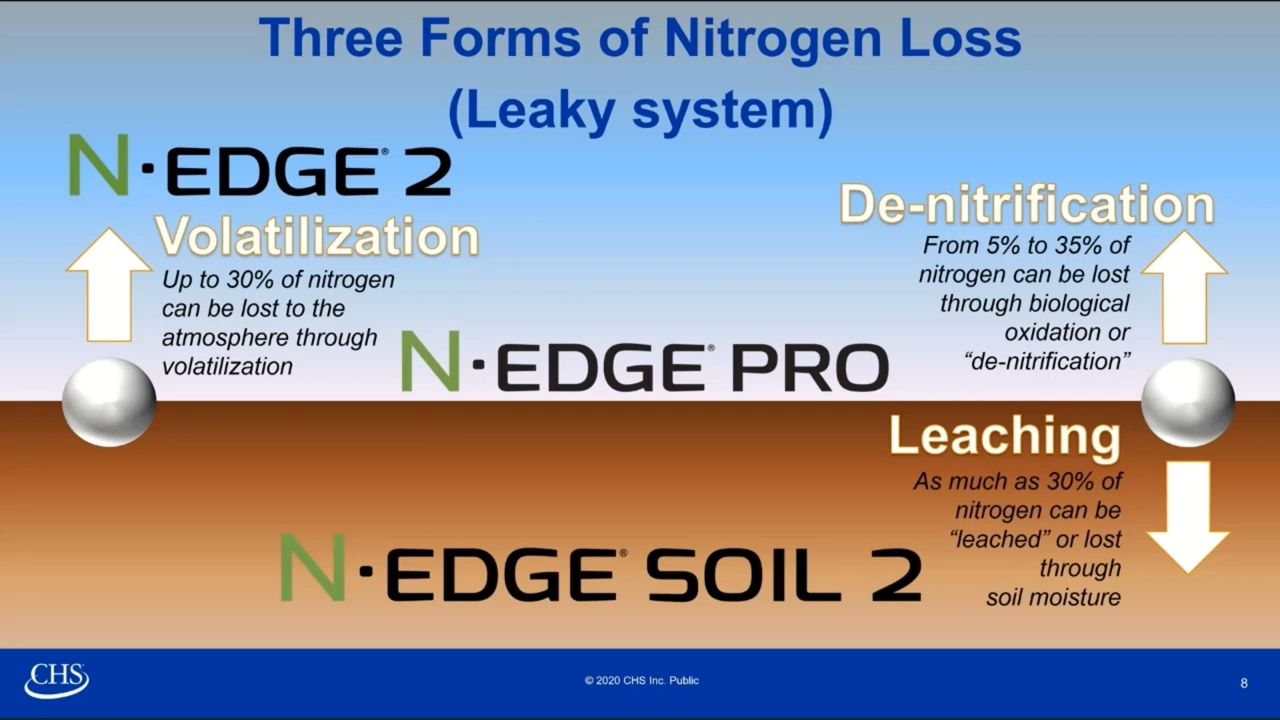 Three Forms of Nitrogen Loss
(Leaky system)
N·EDGE® 2
Volatilization
Up to 30% of nitrogen
can be lost to the
atmosphere through
volatilization
De-nitrification
From 5% to 35% of
nitrogen can be lost
through biological
oxidation or
“de-nitrification”
N·EDGE® PRO
Leaching
As much as 30% of
nitrogen can be
“leached” or lost
through
soil moisture
N·EDGE® SOIL 2
CHS
© 2020 CHS Inc. Public
8